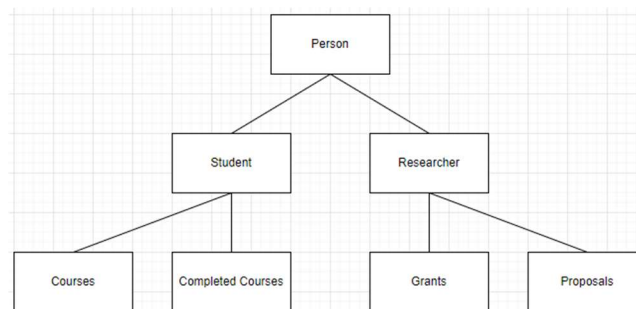 Person
Student
Researcher
Courses
Completed Courses
Grants
Proposals